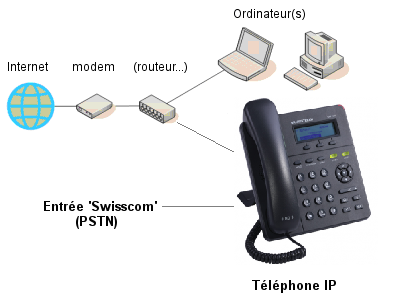 Ordinateur(s)
Internet modem (routeur...)
Entrée 'Swisscom'
(PSTN)
Téléphone IP